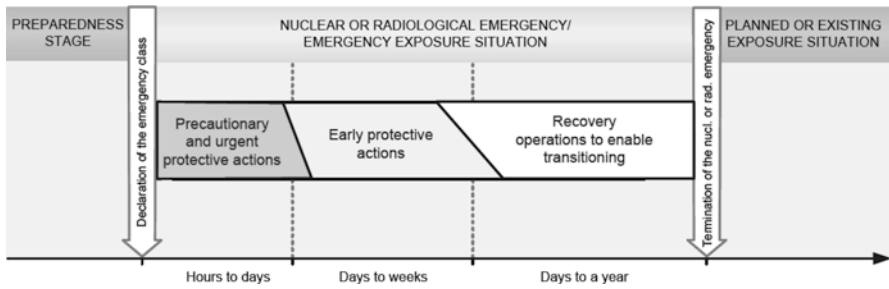 PREPAREDNESS
STAGE
NUCLEAR OR RADIOLOGICAL EMERGENCY/
EMERGENCY EXPOSURE SITUATION
PLANNED OR EXISTING
EXPOSURE SITUATION
Declaration of the emergency class
Precautionary
and urgent
protective actions
Early protective
actions
Recovery
operations to enable
transitioning
Termination of the nucl. or rad. emergency
Hours to days
Days to weeks
Days to a year